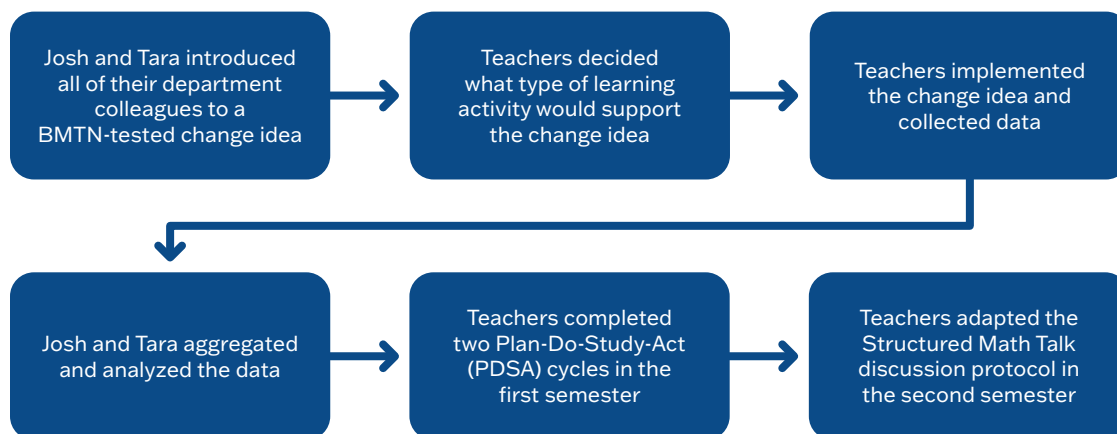 Josh and Tara introduced
all of their department
colleagues to a
BMTN-tested change idea
Teachers decided
what type of learning
activity would support
the change idea
Teachers implemented
the change idea and
collected data
Josh and Tara aggregated
and analyzed the data
Teachers completed
two Plan-Do-Study-Act
(PDSA) cycles in the
first semester
Teachers adapted the
Structured Math Talk
discussion protocol in
the second semester